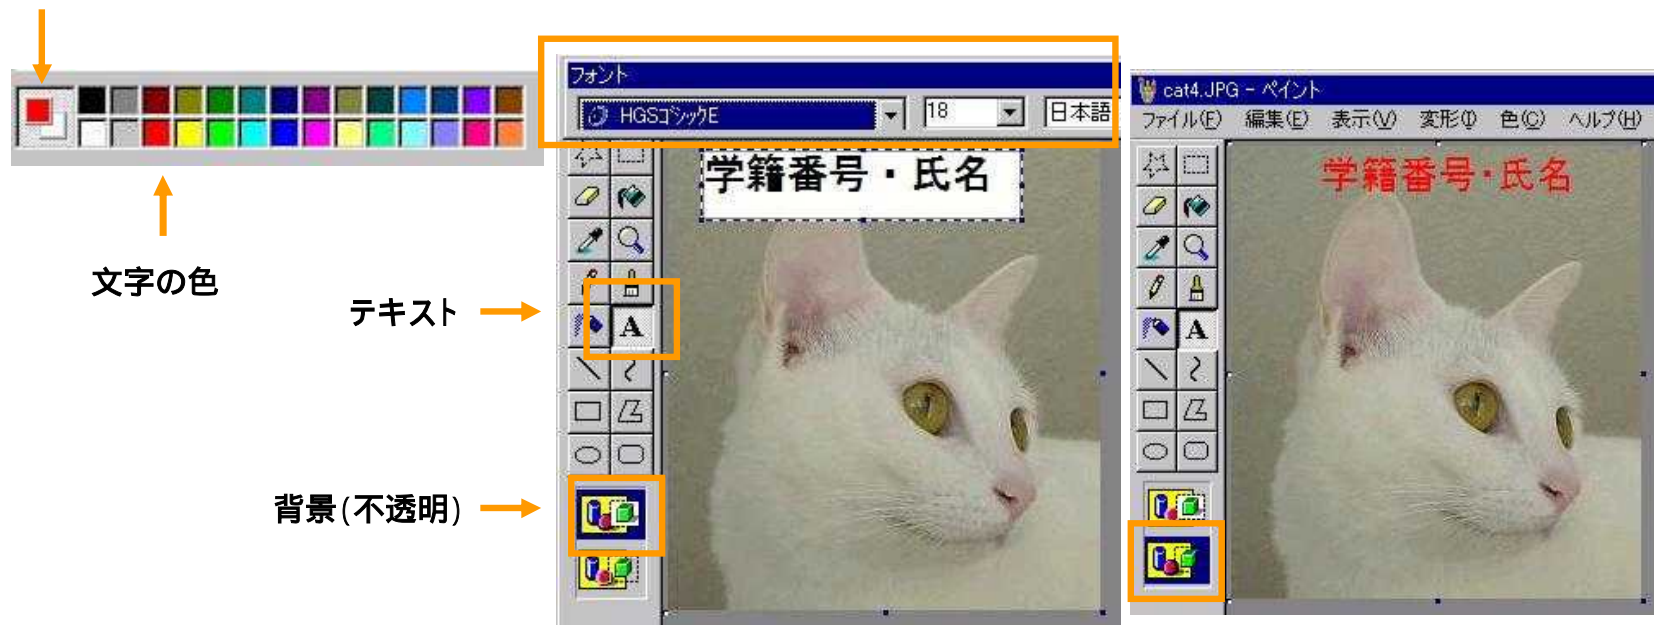 フォント
HGSゴシックE
18
日本語
cat4.JPG - ペイント
ファイル(F) 編集(E) 表示(V) 変形(I) 色(C) ヘルプ(H)
学籍番号・氏名
学籍番号・氏名
文字の色
テキスト
A
A
背景(不透明)